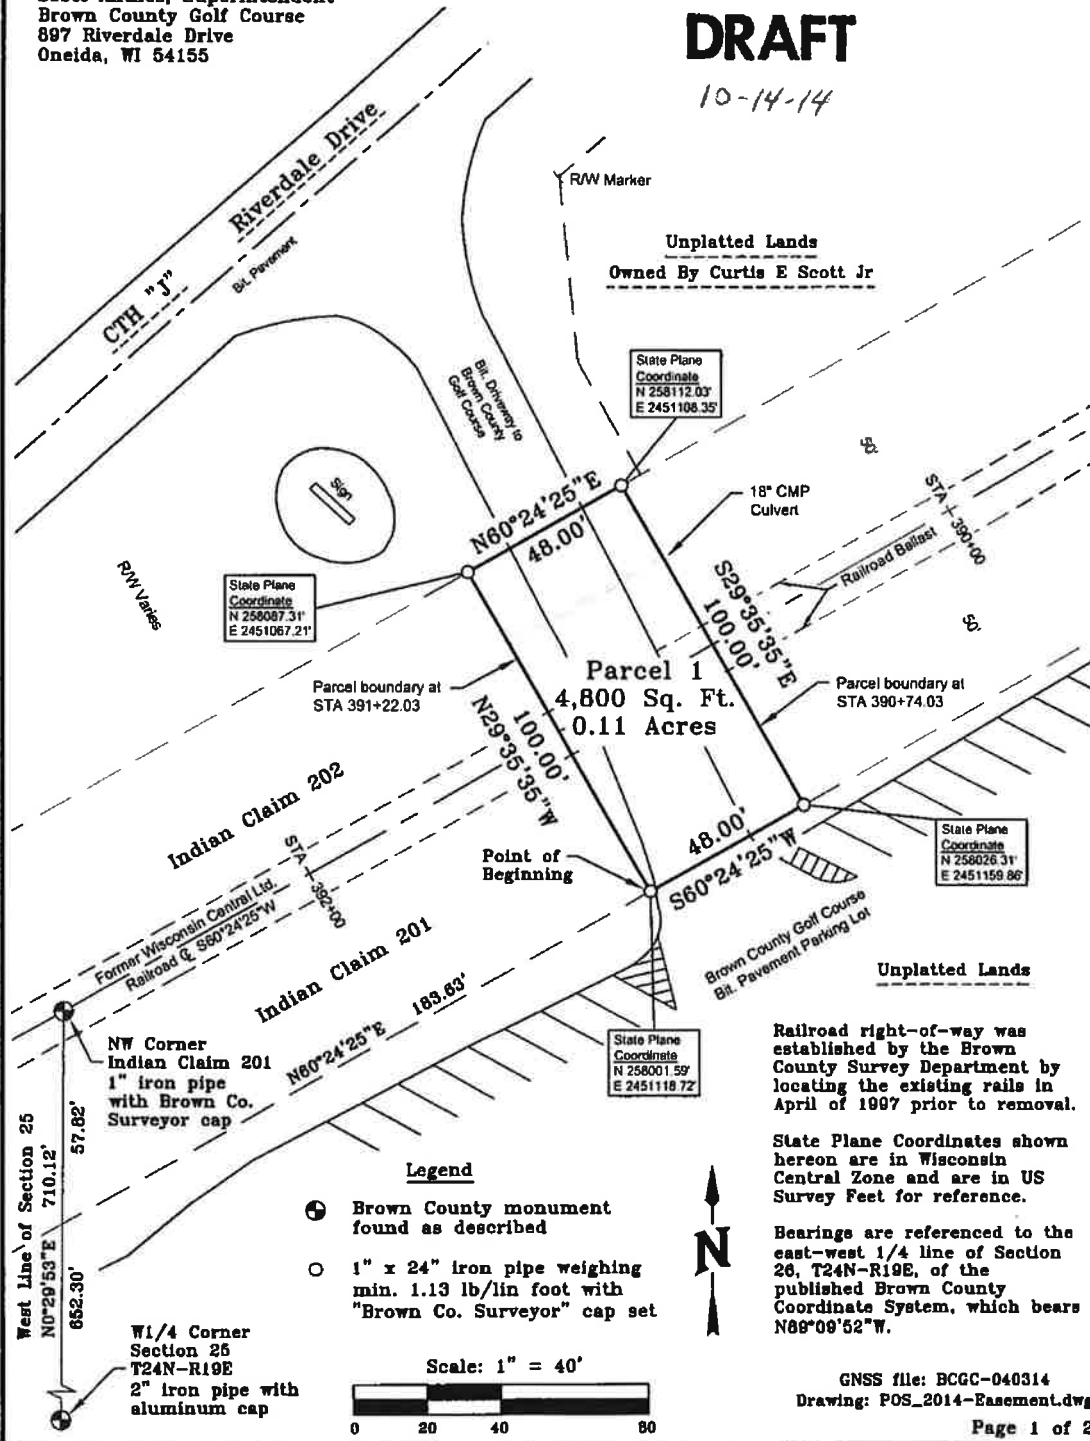 Brown County Golf Course
897 Riverdale Drive
Oneida, WI 54155
DRAFT
10-14-14
Riverdale Drive
CTH "J"
Bit. Pavement
R/W Marker
Unplatted Lands
Owned By Curtis E Scott Jr
Bit. Driveway to
Brown County
Golf Course
State Plane
Coordinate
N 258112.03'
E 2451108.35'
Sign
N60°24'25"E
48.00'
18" CMP
Culvert
50'
STA 390+00
Railroad Ballast
50'
R/W Varies
State Plane
Coordinate
N 258087.31'
E 2451067.21'
S29°35'35"E
100.00'
Parcel 1
4,800 Sq. Ft.
0.11 Acres
Parcel boundary at
STA 391+22.03
Parcel boundary at
STA 390+74.03
100.00'
N29°35'35"W
Indian Claim 202
STA 392+00
48.00'
S60°24'25"W
Point of
Beginning
State Plane
Coordinate
N 258026.31'
E 2451159.86'
Former Wisconsin Central Ltd.
Railroad ℄ S60°24'25"W
Indian Claim 201
Brown County Golf Course
Bit. Pavement Parking Lot
Unplatted Lands
N60°24'25"E 183.63'
State Plane
Coordinate
N 258001.59'
E 2451118.72'
NW Corner
Indian Claim 201
1" iron pipe
with Brown Co.
Surveyor cap
West Line of Section 25
N0°29'53"E 710.12'
57.82'
652.30'
W1/4 Corner
Section 25
T24N-R19E
2" iron pipe with
aluminum cap
Railroad right-of-way was
established by the Brown
County Survey Department by
locating the existing rails in
April of 1997 prior to removal.
State Plane Coordinates shown
hereon are in Wisconsin
Central Zone and are in US
Survey Feet for reference.
Bearings are referenced to the
east-west 1/4 line of Section
26, T24N-R19E, of the
published Brown County
Coordinate System, which bears
N89°09'52"W.
Legend
Brown County monument
found as described
1" x 24" iron pipe weighing
min. 1.13 lb/lin foot with
"Brown Co. Surveyor" cap set
N
Scale: 1" = 40'
0 20 40 80
GNSS file: BCGC-040314
Drawing: POS_2014-Easement.dwg
Page 1 of 2